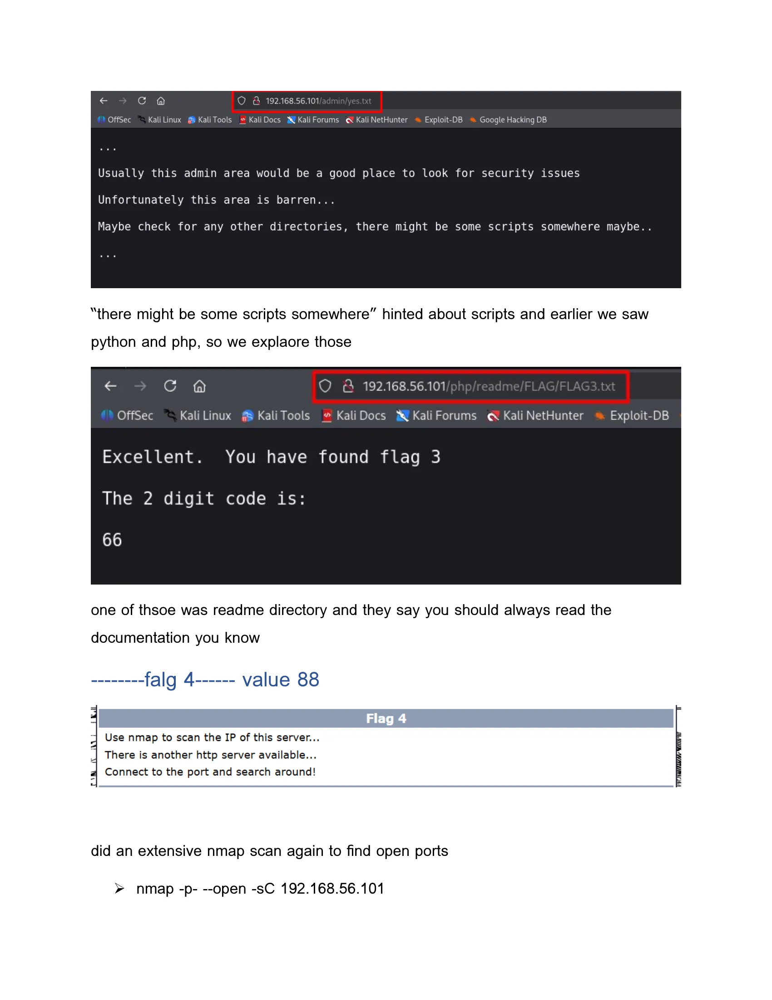 192.168.56.101/admin/yes.txt
OffSec Kali Linux Kali Tools Kali Docs Kali Forums Kali NetHunter Exploit-DB Google Hacking DB
...
Usually this admin area would be a good place to look for security issues
Unfortunately this area is barren...
Maybe check for any other directories, there might be some scripts somewhere maybe..
...
“there might be some scripts somewhere” hinted about scripts and earlier we saw
python and php, so we explaore those
192.168.56.101/php/readme/FLAG/FLAG3.txt
OffSec Kali Linux Kali Tools Kali Docs Kali Forums Kali NetHunter Exploit-DB
Excellent.  You have found flag 3
The 2 digit code is:
66
one of thsoe was readme directory and they say you should always read the
documentation you know
--------falg 4------ value 88
Flag 4
Use nmap to scan the IP of this server...
There is another http server available...
Connect to the port and search around!
did an extensive nmap scan again to find open ports
➢ nmap -p- --open -sC 192.168.56.101